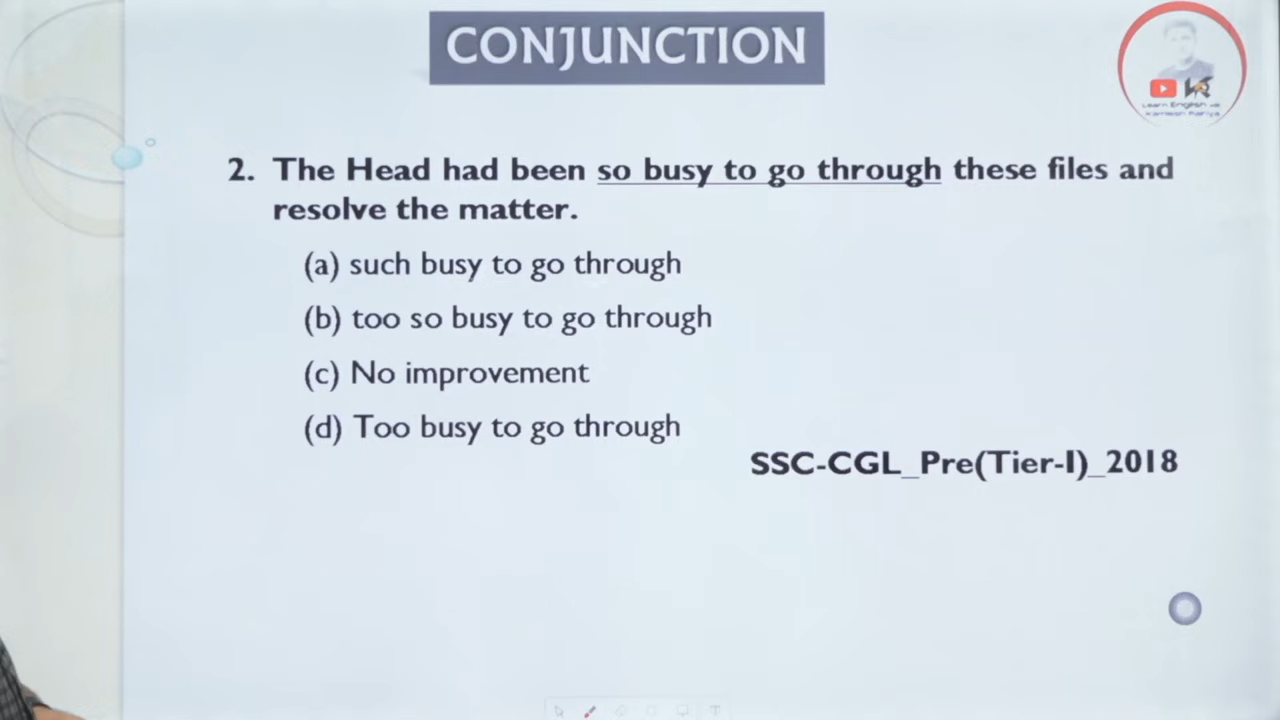 CONJUNCTION
Learn English
2. The Head had been so busy to go through these files and
resolve the matter.
(a) such busy to go through
(b) too so busy to go through
(c) No improvement
(d) Too busy to go through
SSC-CGL_Pre(Tier-I)_2018